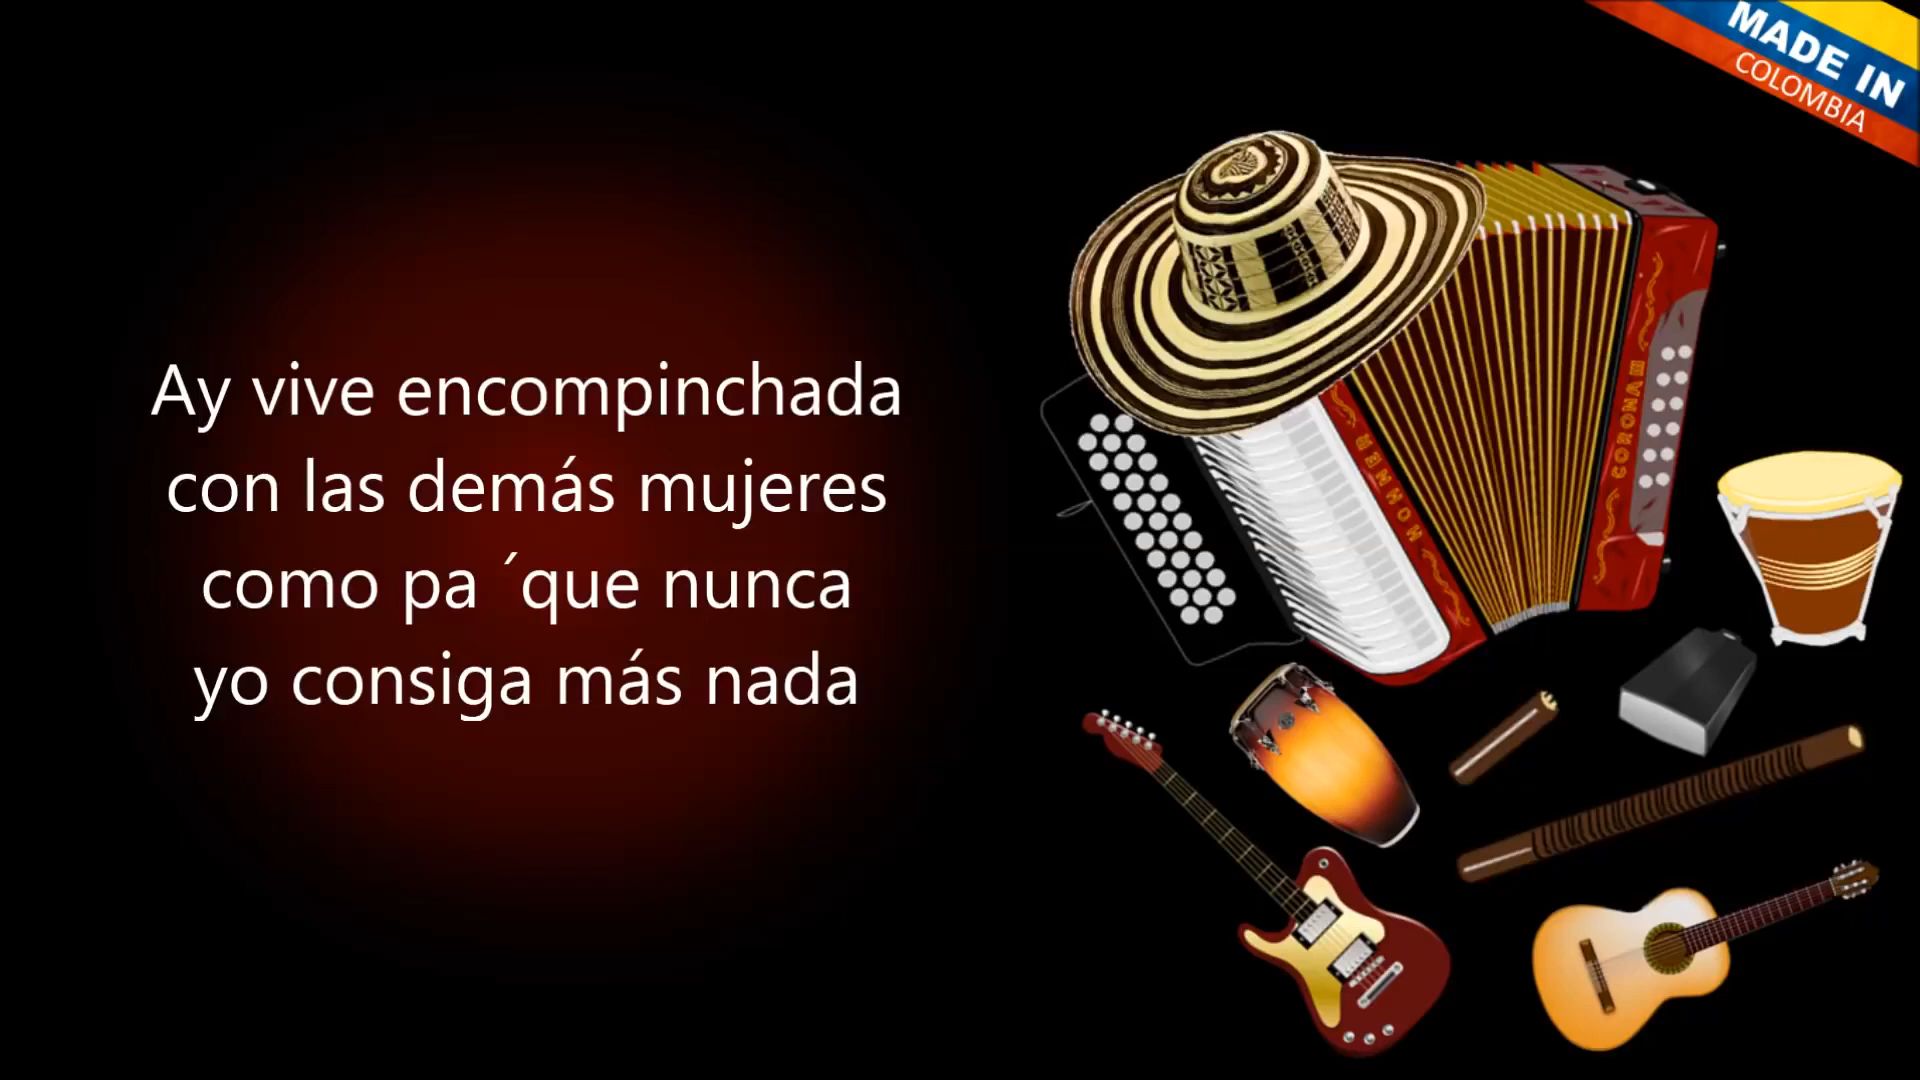 MADE IN
COLOMBIA
Ay vive encompinchada
con las demás mujeres
como pa ´que nunca
yo consiga más nada
HOHNER
CORONA III